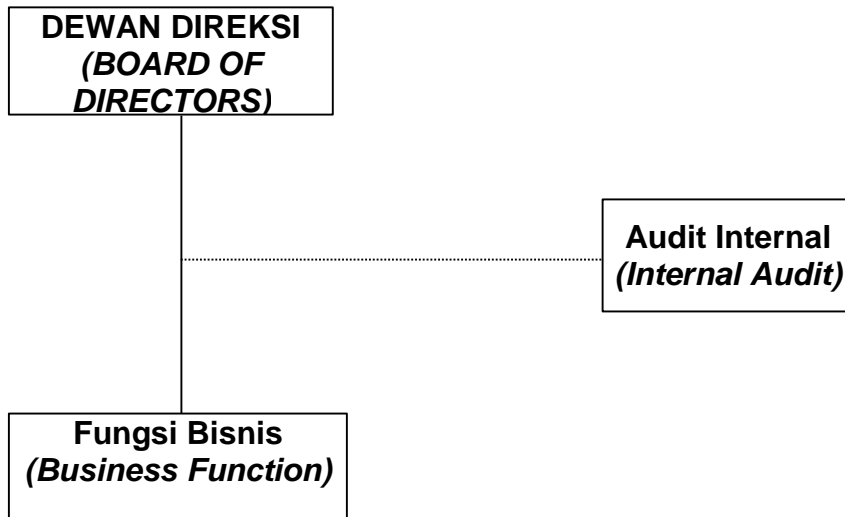 DEWAN DIREKSI
(BOARD OF
DIRECTORS)
Audit Internal
(Internal Audit)
Fungsi Bisnis
(Business Function)